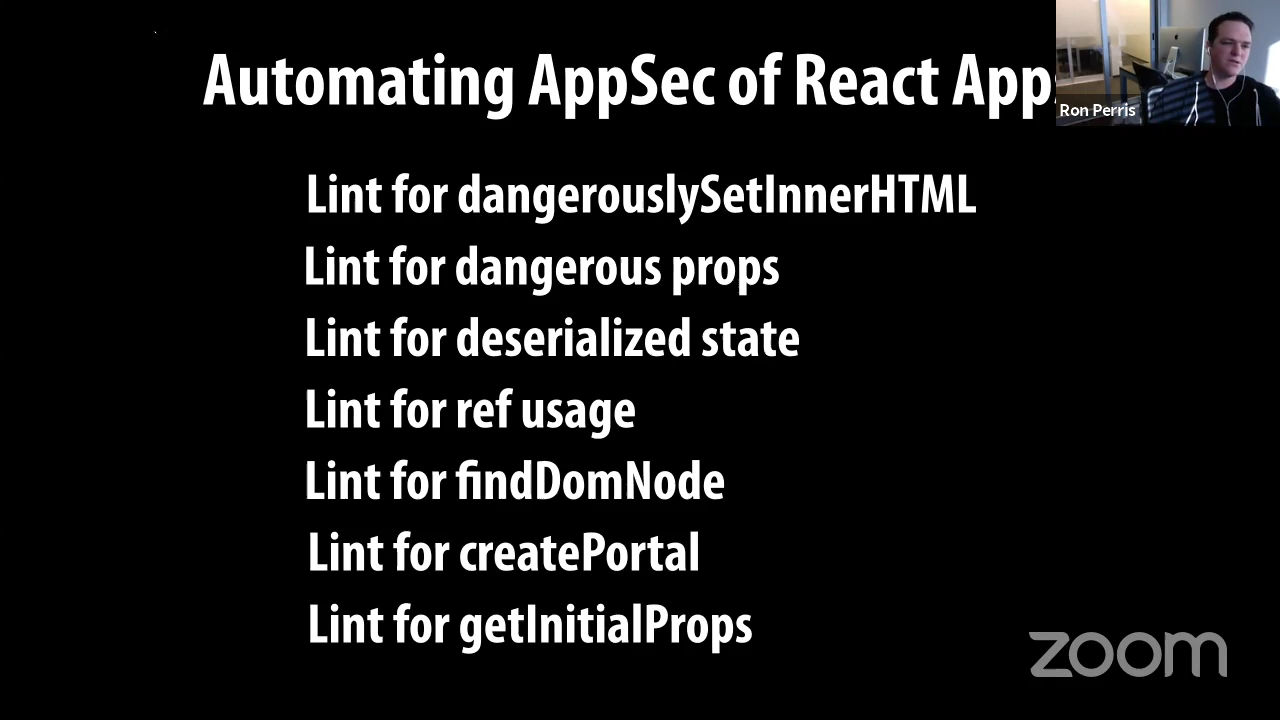 Automating AppSec of React Apps
Ron Perris
Lint for dangerouslySetInnerHTML
Lint for dangerous props
Lint for deserialized state
Lint for ref usage
Lint for findDomNode
Lint for createPortal
Lint for getInitialProps
zoom